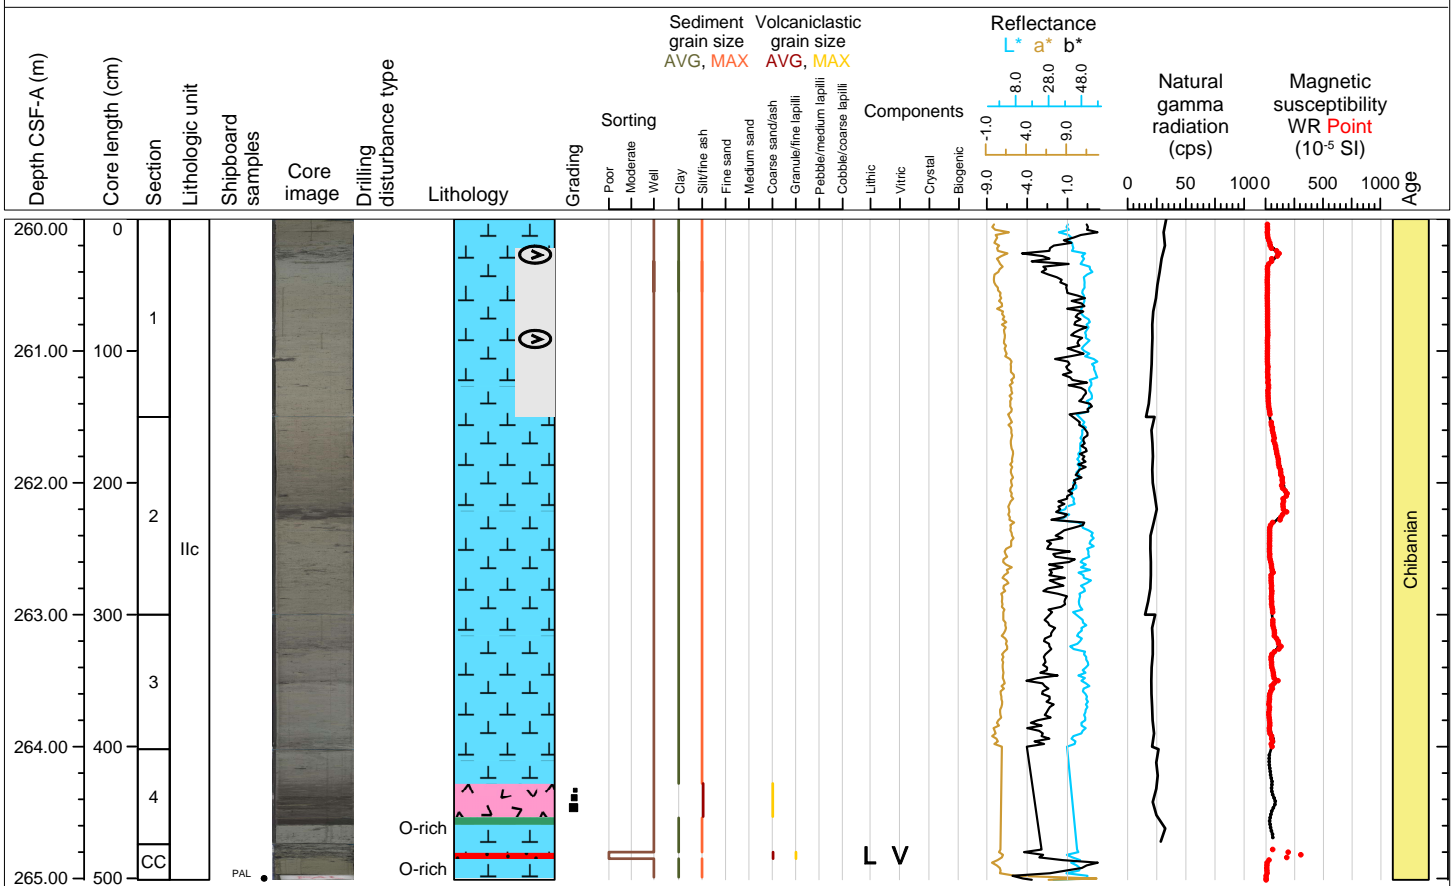 Depth CSF-A (m)
Core length (cm)
Section
Lithologic unit
Shipboard
samples
Core
image
Drilling
disturbance type
Lithology
Grading
Sorting
Poor
Moderate
Well
Sediment
grain size
AVG, MAX
Volcaniclastic
grain size
AVG, MAX
Clay
Silt/fine ash
Fine sand
Medium sand
Coarse sand/ash
Granule/fine lapilli
Pebble/medium lapilli
Cobble/coarse lapilli
Components
Lithic
Vitric
Crystal
Biogenic
Reflectance
L* a* b*
8.0 28.0 48.0
-1.0 4.0 9.0
-9.0 -4.0 1.0
Natural
gamma
radiation
(cps)
0 50 100
Magnetic
susceptibility
WR Point
(10⁻⁵ SI)
0 500 1000
Age
260.00 0
261.00 100
262.00 200
263.00 300
264.00 400
265.00 500
1
2
3
4
CC
IIc
PAL
O-rich
O-rich
L V
Chibanian